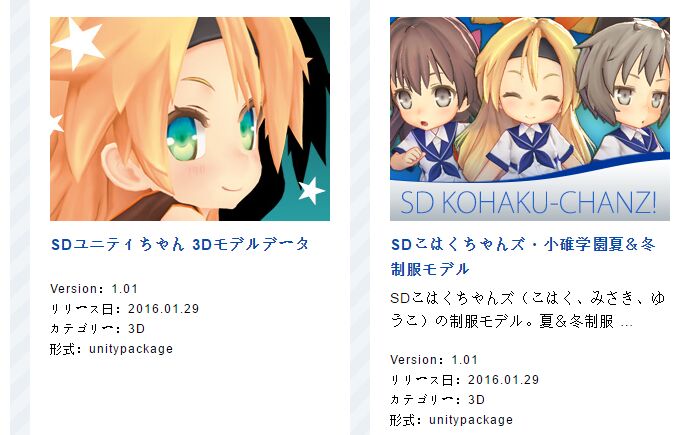 SDユニティちゃん 3Dモデルデータ
Version：1.01
リリース日：2016.01.29
カテゴリー：3D
形式：unitypackage
SD KOHAKU-CHANZ!
SDこはくちゃんズ・小碓学園夏＆冬
制服モデル
SDこはくちゃんズ（こはく、みさき、ゆ
うこ）の制服モデル。夏＆冬制服 ...
Version：1.01
リリース日：2016.01.29
カテゴリー：3D
形式：unitypackage